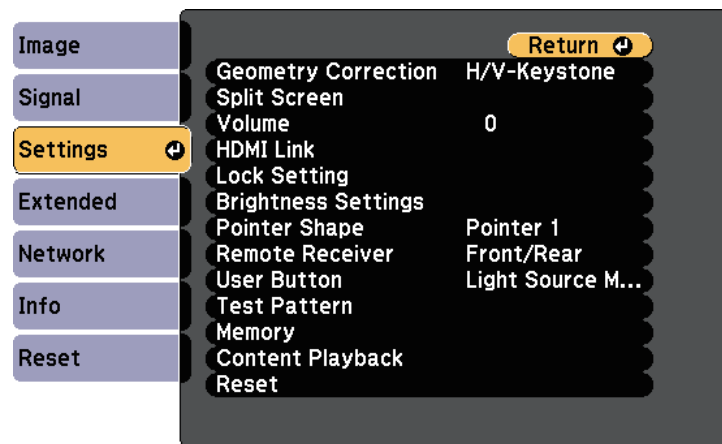 Image
Signal
Settings
Extended
Network
Info
Reset
Return
Geometry Correction H/V-Keystone
Split Screen
Volume 0
HDMI Link
Lock Setting
Brightness Settings
Pointer Shape Pointer 1
Remote Receiver Front/Rear
User Button Light Source M...
Test Pattern
Memory
Content Playback
Reset